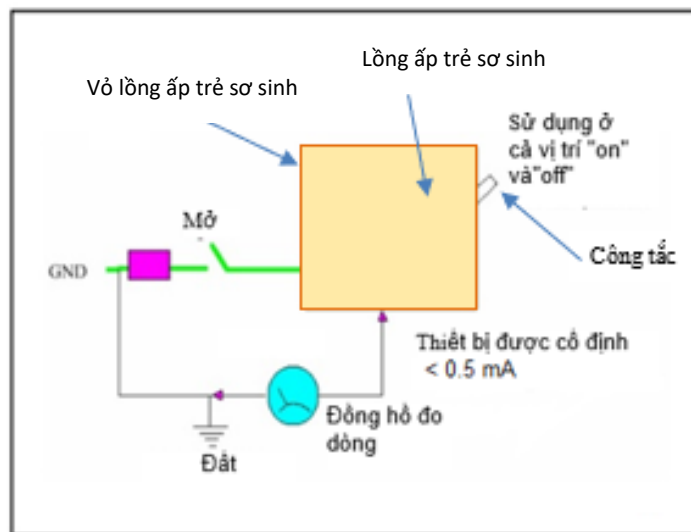 Lồng ấp trẻ sơ sinh
Vỏ lồng ấp trẻ sơ sinh
Sử dụng ở
cả vị trí "on"
và"off"
Mở
Công tắc
GND
Thiết bị được cố định
< 0.5 mA
Đồng hồ đo
dòng
Đất